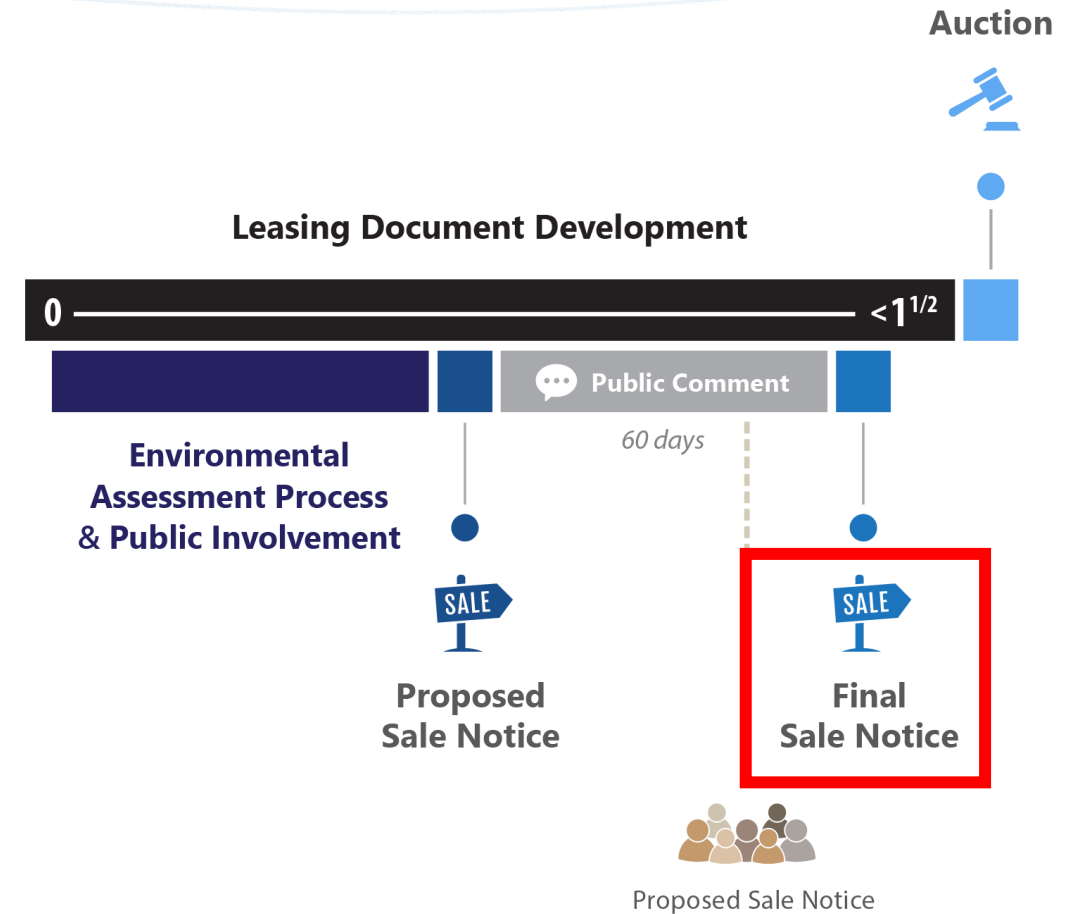 Auction
Leasing Document Development
0 <1 1/2
Public Comment
60 days
Environmental
Assessment Process
& Public Involvement
SALE
SALE
Proposed
Sale Notice
Final
Sale Notice
Proposed Sale Notice